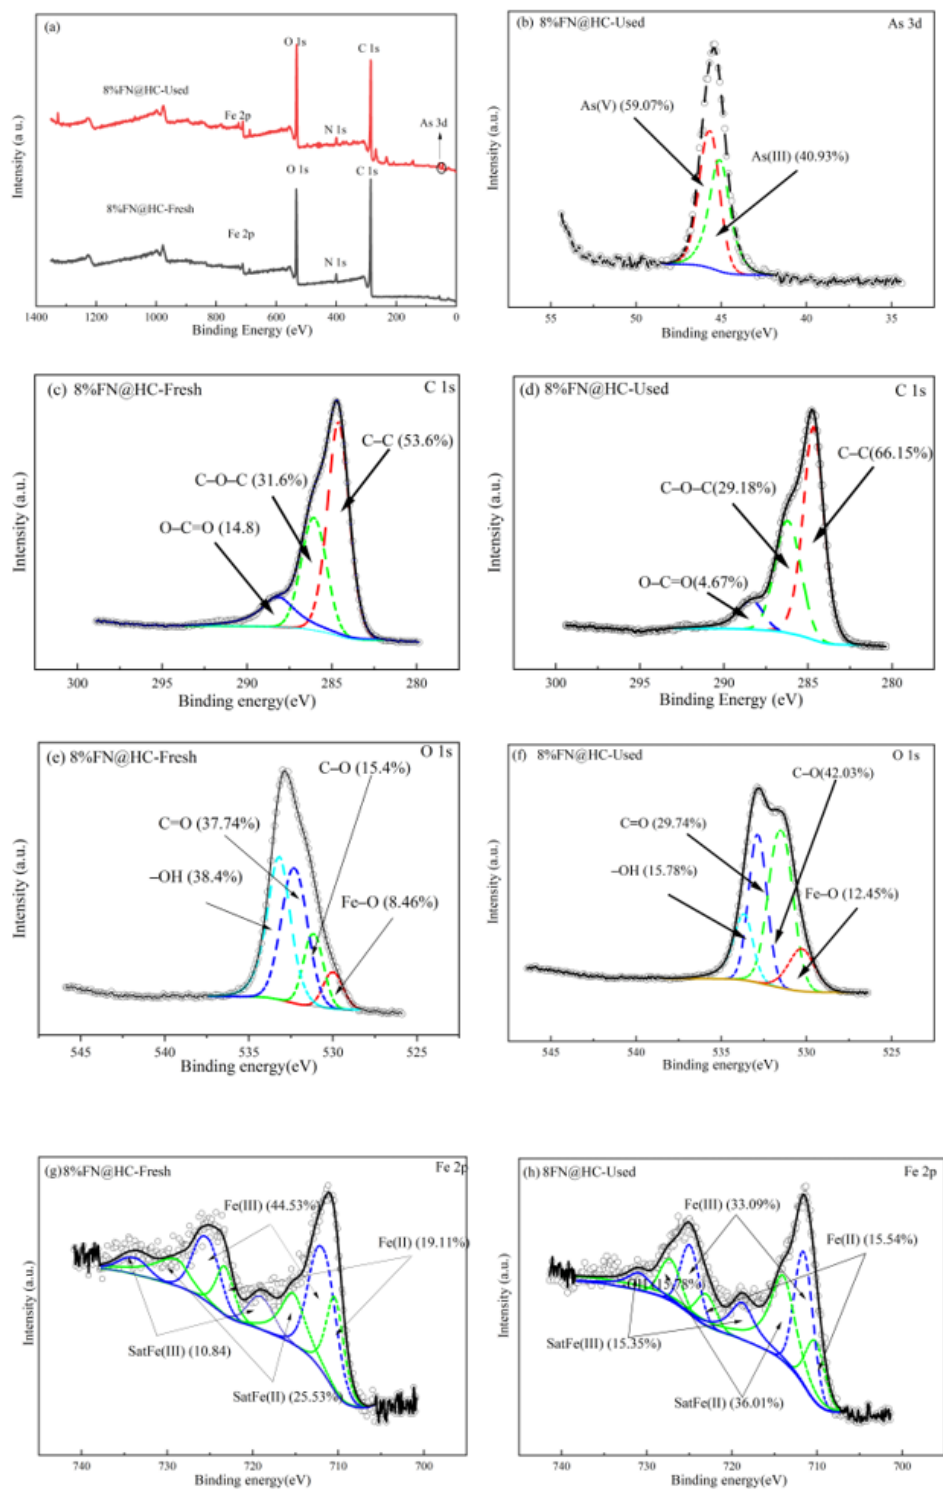 (a)
O 1s
C 1s
8%FN@HC-Used
Fe 2p
N 1s
As 3d
O 1s
C 1s
8%FN@HC-Fresh
Fe 2p
N 1s
Intensity (a u.)
1400 1200 1000 800 600 400 200 0
Binding Energy (eV)
(b) 8%FN@HC-Used
As 3d
As(V) (59.07%)
As(III) (40.93%)
Intensity (a.u.)
55 50 45 40 35
Binding energy(eV)
(c) 8%FN@HC-Fresh
C 1s
C–C (53.6%)
C–O–C (31.6%)
O–C=O (14.8)
Intensity (a.u.)
300 295 290 285 280
Binding energy(eV)
(d) 8%FN@HC-Used
C 1s
C–C(66.15%)
C–O–C(29.18%)
O–C=O(4.67%)
Intensity (a.u.)
300 295 290 285 280
Binding Energy (eV)
(e) 8%FN@HC-Fresh
O 1s
C–O (15.4%)
C=O (37.74%)
–OH (38.4%)
Fe–O (8.46%)
Intensity (a.u.)
545 540 535 530 525
Binding energy(eV)
(f) 8%FN@HC-Used
O 1s
C–O(42.03%)
C=O (29.74%)
–OH (15.78%)
Fe–O (12.45%)
Intensity (a.u.)
545 540 535 530 525
Binding energy(eV)
(g) 8%FN@HC-Fresh
Fe 2p
Fe(III) (44.53%)
Fe(II) (19.11%)
SatFe(III) (10.84)
SatFe(II) (25.53%)
Intensity (a.u.)
740 730 720 710 700
Binding energy(eV)
(h) 8FN@HC-Used
Fe 2p
Fe(III) (33.09%)
Fe(II) (15.54%)
SatFe(III) (15.35%)
SatFe(II) (36.01%)
Intensity (a.u.)
740 730 720 710 700
Binding energy(eV)